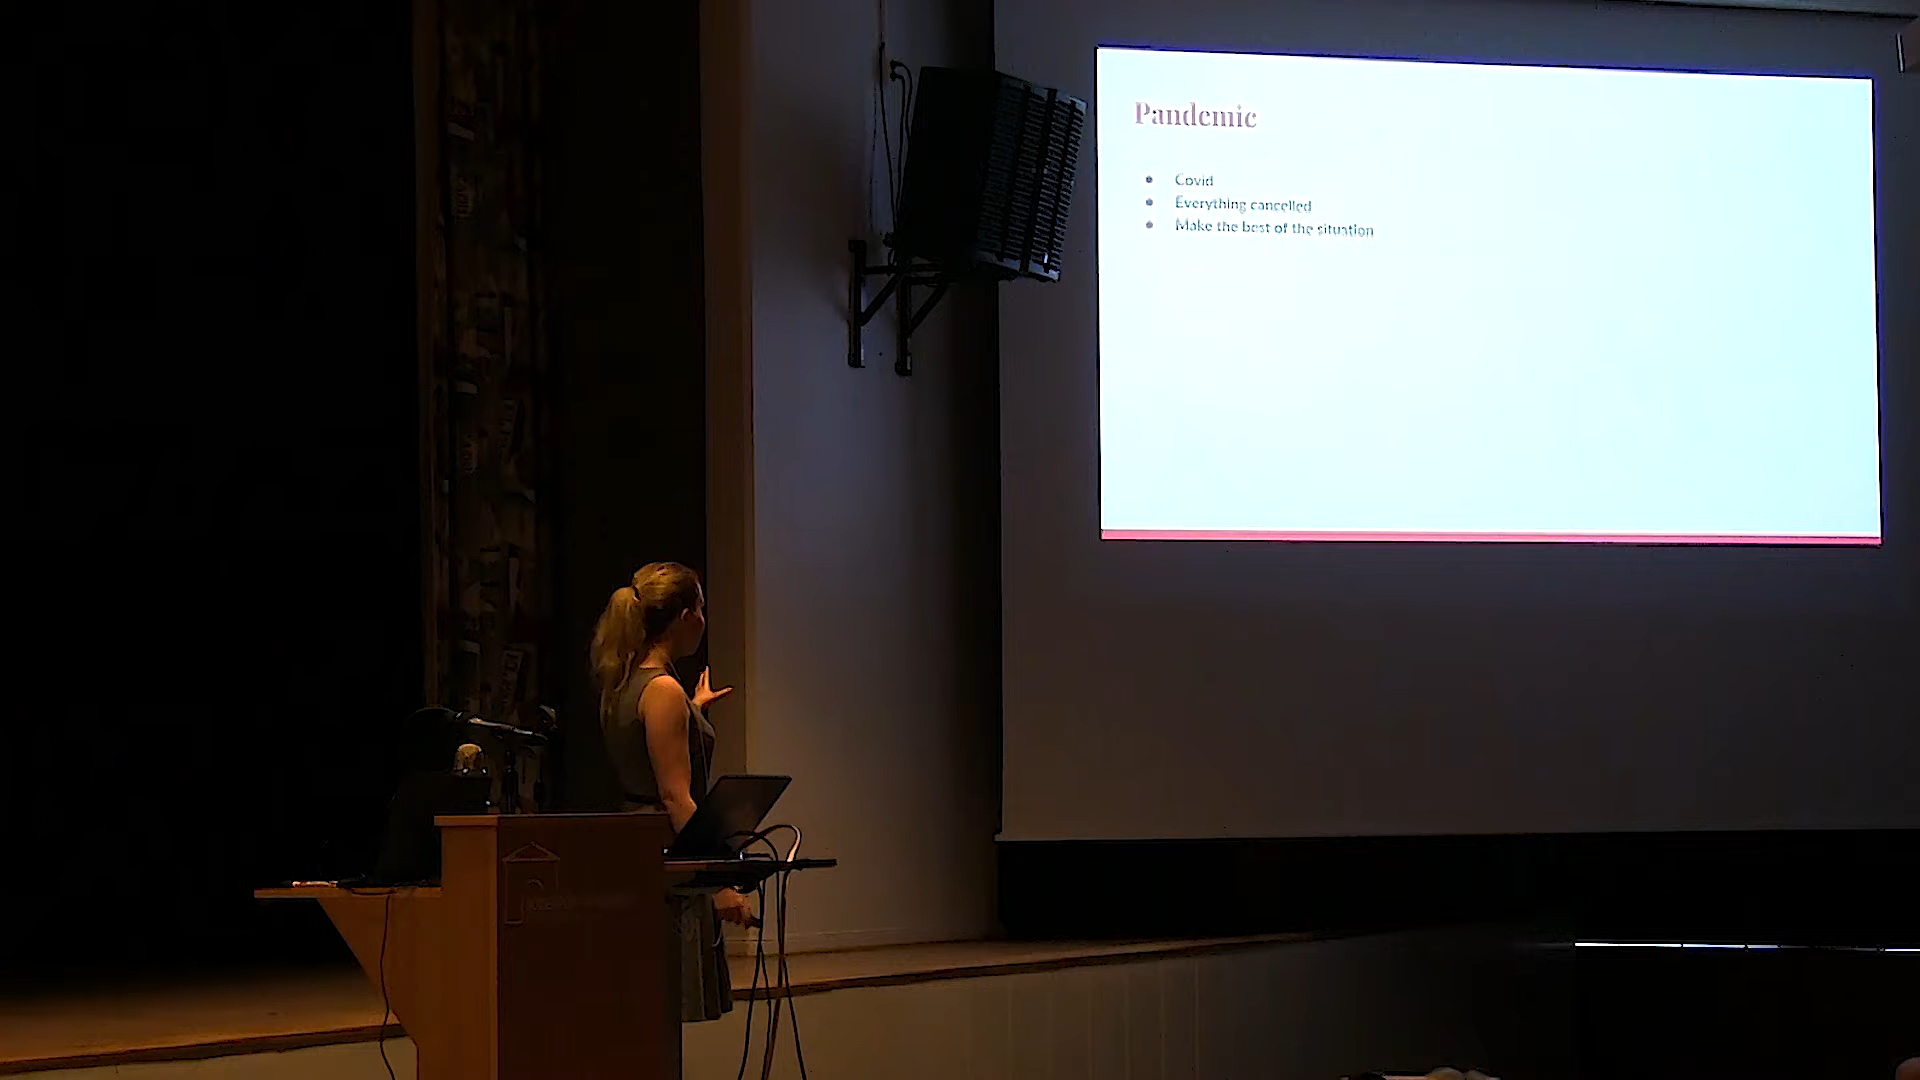 Pandemic
Covid
Everything cancelled
Make the best of the situation